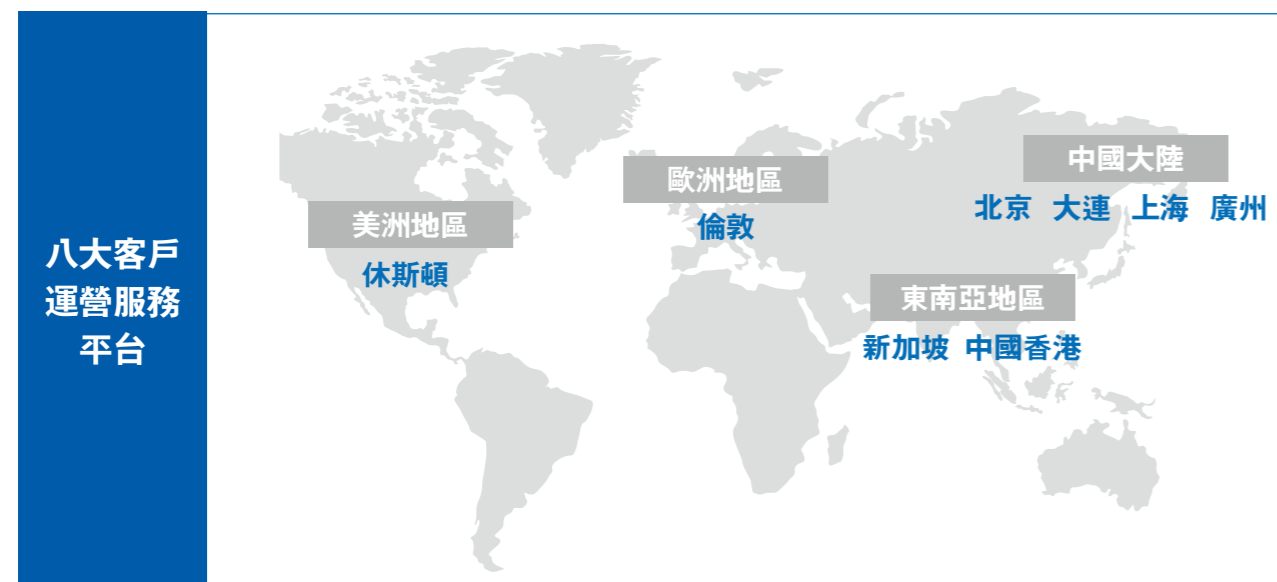 八大客戶
運營服務
平台
美洲地區
休斯頓
歐洲地區
倫敦
中國大陸
北京 大連 上海 廣州
東南亞地區
新加坡 中國香港